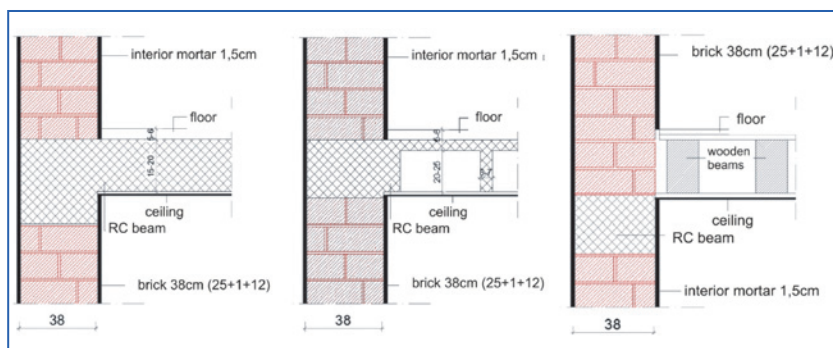 interior mortar 1,5cm
floor
5-6
15-20
ceiling
RC beam
brick 38cm (25+1+12)
38
interior mortar 1,5cm
floor
6-8
20-25
ceiling
RC beam
brick 38cm (25+1+12)
38
brick 38cm (25+1+12)
floor
wooden
beams
ceiling
RC beam
interior mortar 1,5cm
38